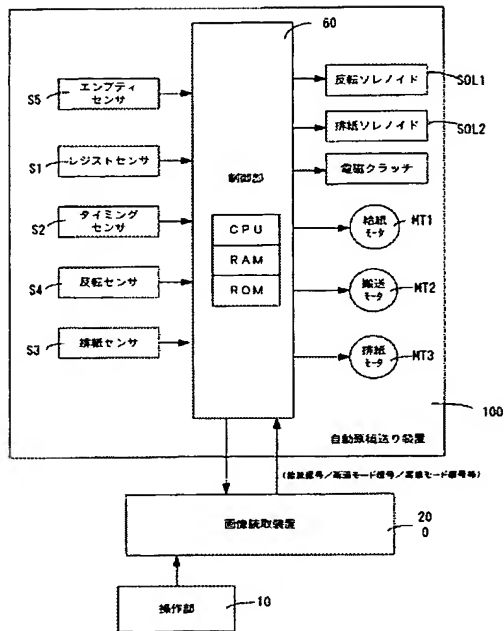 60
エンプティ
センサ
S5
レジストセンサ
S1
タイミング
センサ
S2
反転センサ
S4
排紙センサ
S3
制御部
CPU
RAM
ROM
反転ソレノイド
SOL1
排紙ソレノイド
SOL2
電磁クラッチ
給紙
モータ
MT1
搬送
モータ
MT2
排紙
モータ
MT3
100
自動原稿送り装置
画像読取装置
20
0
操作部
10